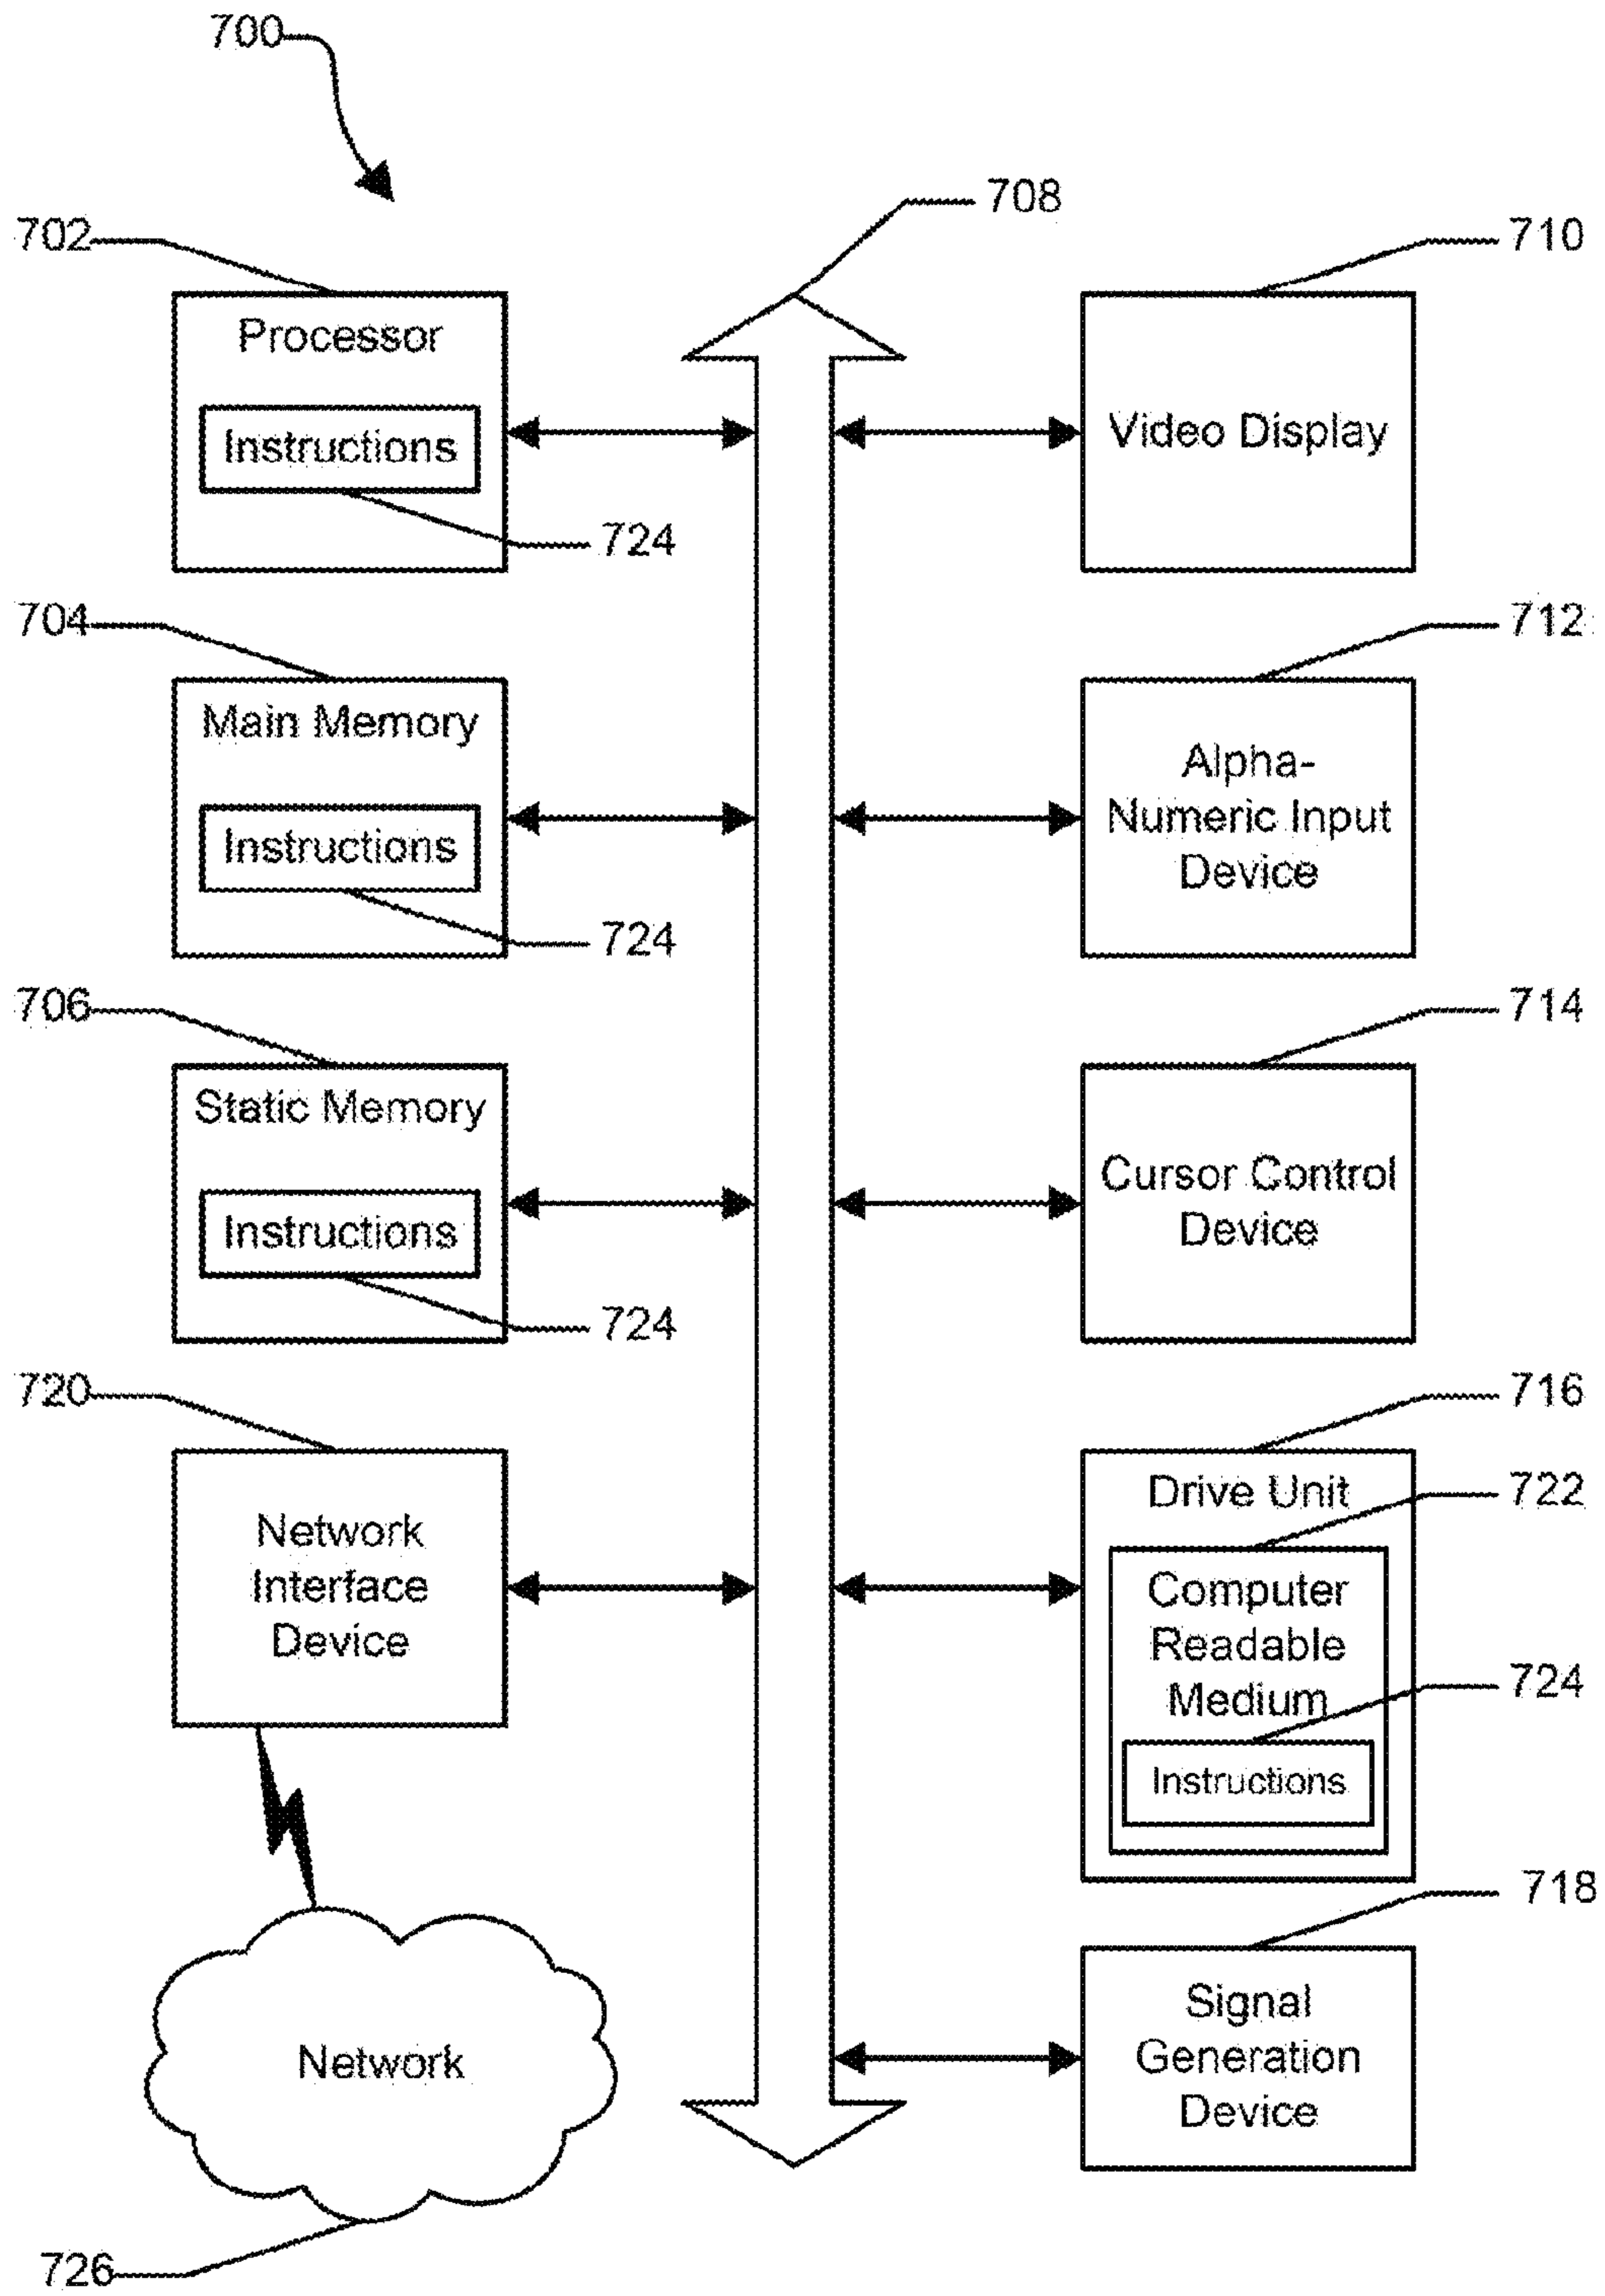 700
708
702
710
Processor
Instructions
724
Video Display
704
712
Main Memory
Instructions
724
Alpha-
Numeric Input
Device
706
714
Static Memory
Instructions
724
Cursor Control
Device
720
716
Network
Interface
Device
Drive Unit
722
Computer
Readable
Medium
724
Instructions
718
Signal
Generation
Device
Network
726